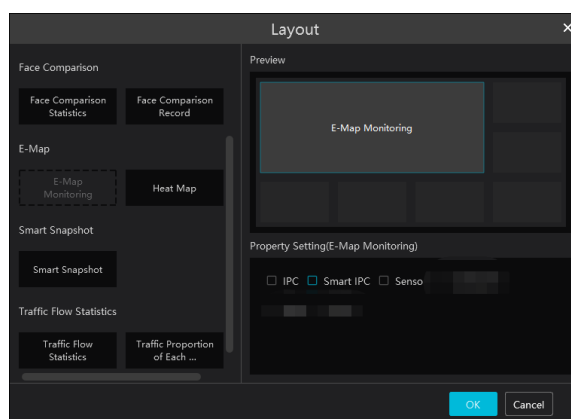 Layout
×
Face Comparison
Face Comparison
Statistics
Face Comparison
Record
E-Map
E-Map
Monitoring
Heat Map
Smart Snapshot
Smart Snapshot
Traffic Flow Statistics
Traffic Flow
Statistics
Traffic Proportion
of Each ...
Preview
E-Map Monitoring
Property Setting(E-Map Monitoring)
IPC Smart IPC Senso
OK Cancel